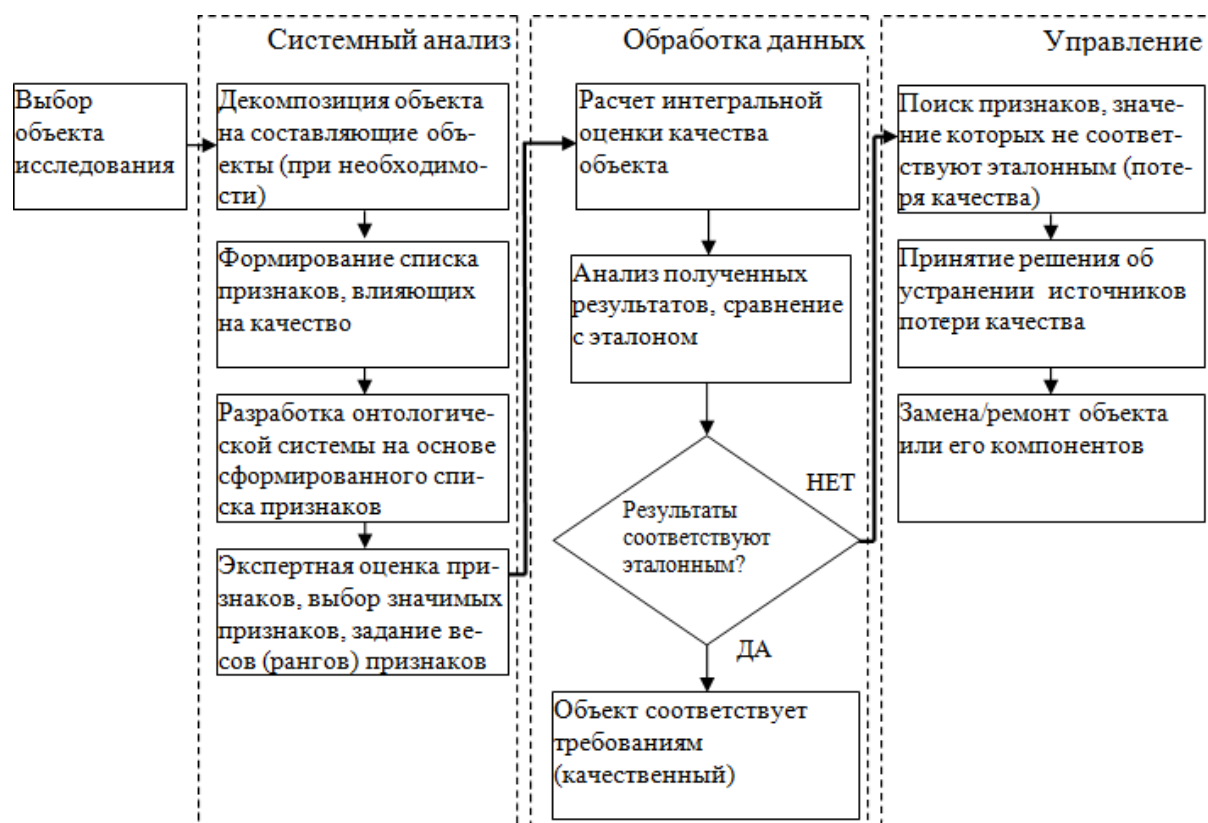 Системный анализ
Обработка данных
Управление
Выбор
объекта
исследования
Декомпозиция объекта
на составляющие объ-
екты (при необходимо-
сти)
Формирование списка
признаков, влияющих
на качество
Разработка онтологиче-
ской системы на основе
сформированного спи-
ска признаков
Экспертная оценка при-
знаков, выбор значимых
признаков, задание ве-
сов (рангов) признаков
Расчет интегральной
оценки качества
объекта
Анализ полученных
результатов, сравнение
с эталоном
Результаты
соответствуют
эталонным?
НЕТ
ДА
Объект соответствует
требованиям
(качественный)
Поиск признаков, значе-
ние которых не соответ-
ствуют эталонным (поте-
ря качества)
Принятие решения об
устранении источников
потери качества
Замена/ремонт объекта
или его компонентов